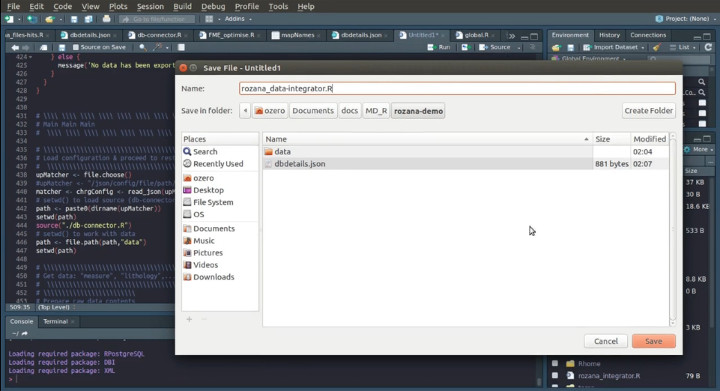 File Edit Code View Plots Session Build Debug Profile Tools Help
Go to file/function Addins Project: (None)
a_files-hits.R dbdetails.json db-connector.R FME_optimise.R mapNames dbdetails.json Untitled1* global.R
Source on Save Run Source
Environment History Connections
Import Dataset List
Global Environment
424 } else {
425 message('No data has been export
426 }
427 }
428 }
429
430
431
432 # Main Main Main
433
434
435
436 # Load configuration & proceed to
437
438 upMatcher <- file.choose()
439 #upMatcher <- "/json/config/file/path/
440 matcher <- chrgConfig <- read_json(upM
441 # setwd() to load source (db-connector.
442 path <- paste0(dirname(upMatcher))
443 setwd(path)
444 source("./db-connector.R")
445 # setwd() to work with data
446 path <- file.path(path,"data")
447 setwd(path)
448
449
450 # Get data: "measure", "lithology",
451
452
453 # Prepare raw data contents
509:35 (Top Level)
Console Terminal
~/
Loading required package: RPostgreSQL
Loading required package: DBI
Loading required package: XML
>
Save File - Untitled1
Name: rozana_data-integrator.R
Save in folder: ozero Documents docs MD_R rozana-demo Create Folder
Places Name Size Modified
Search
Recently Used
ozero
Desktop
File System
OS
Documents
Music
Pictures
Videos
Downloads
data 02:04
dbdetails.json 881 bytes 02:07
Cancel Save
More
Size
37 KB
30 B
18.6 KE
533 B
8.8 KB
0 B
3 KB
Rhome
rozana_integrator.R 79 B